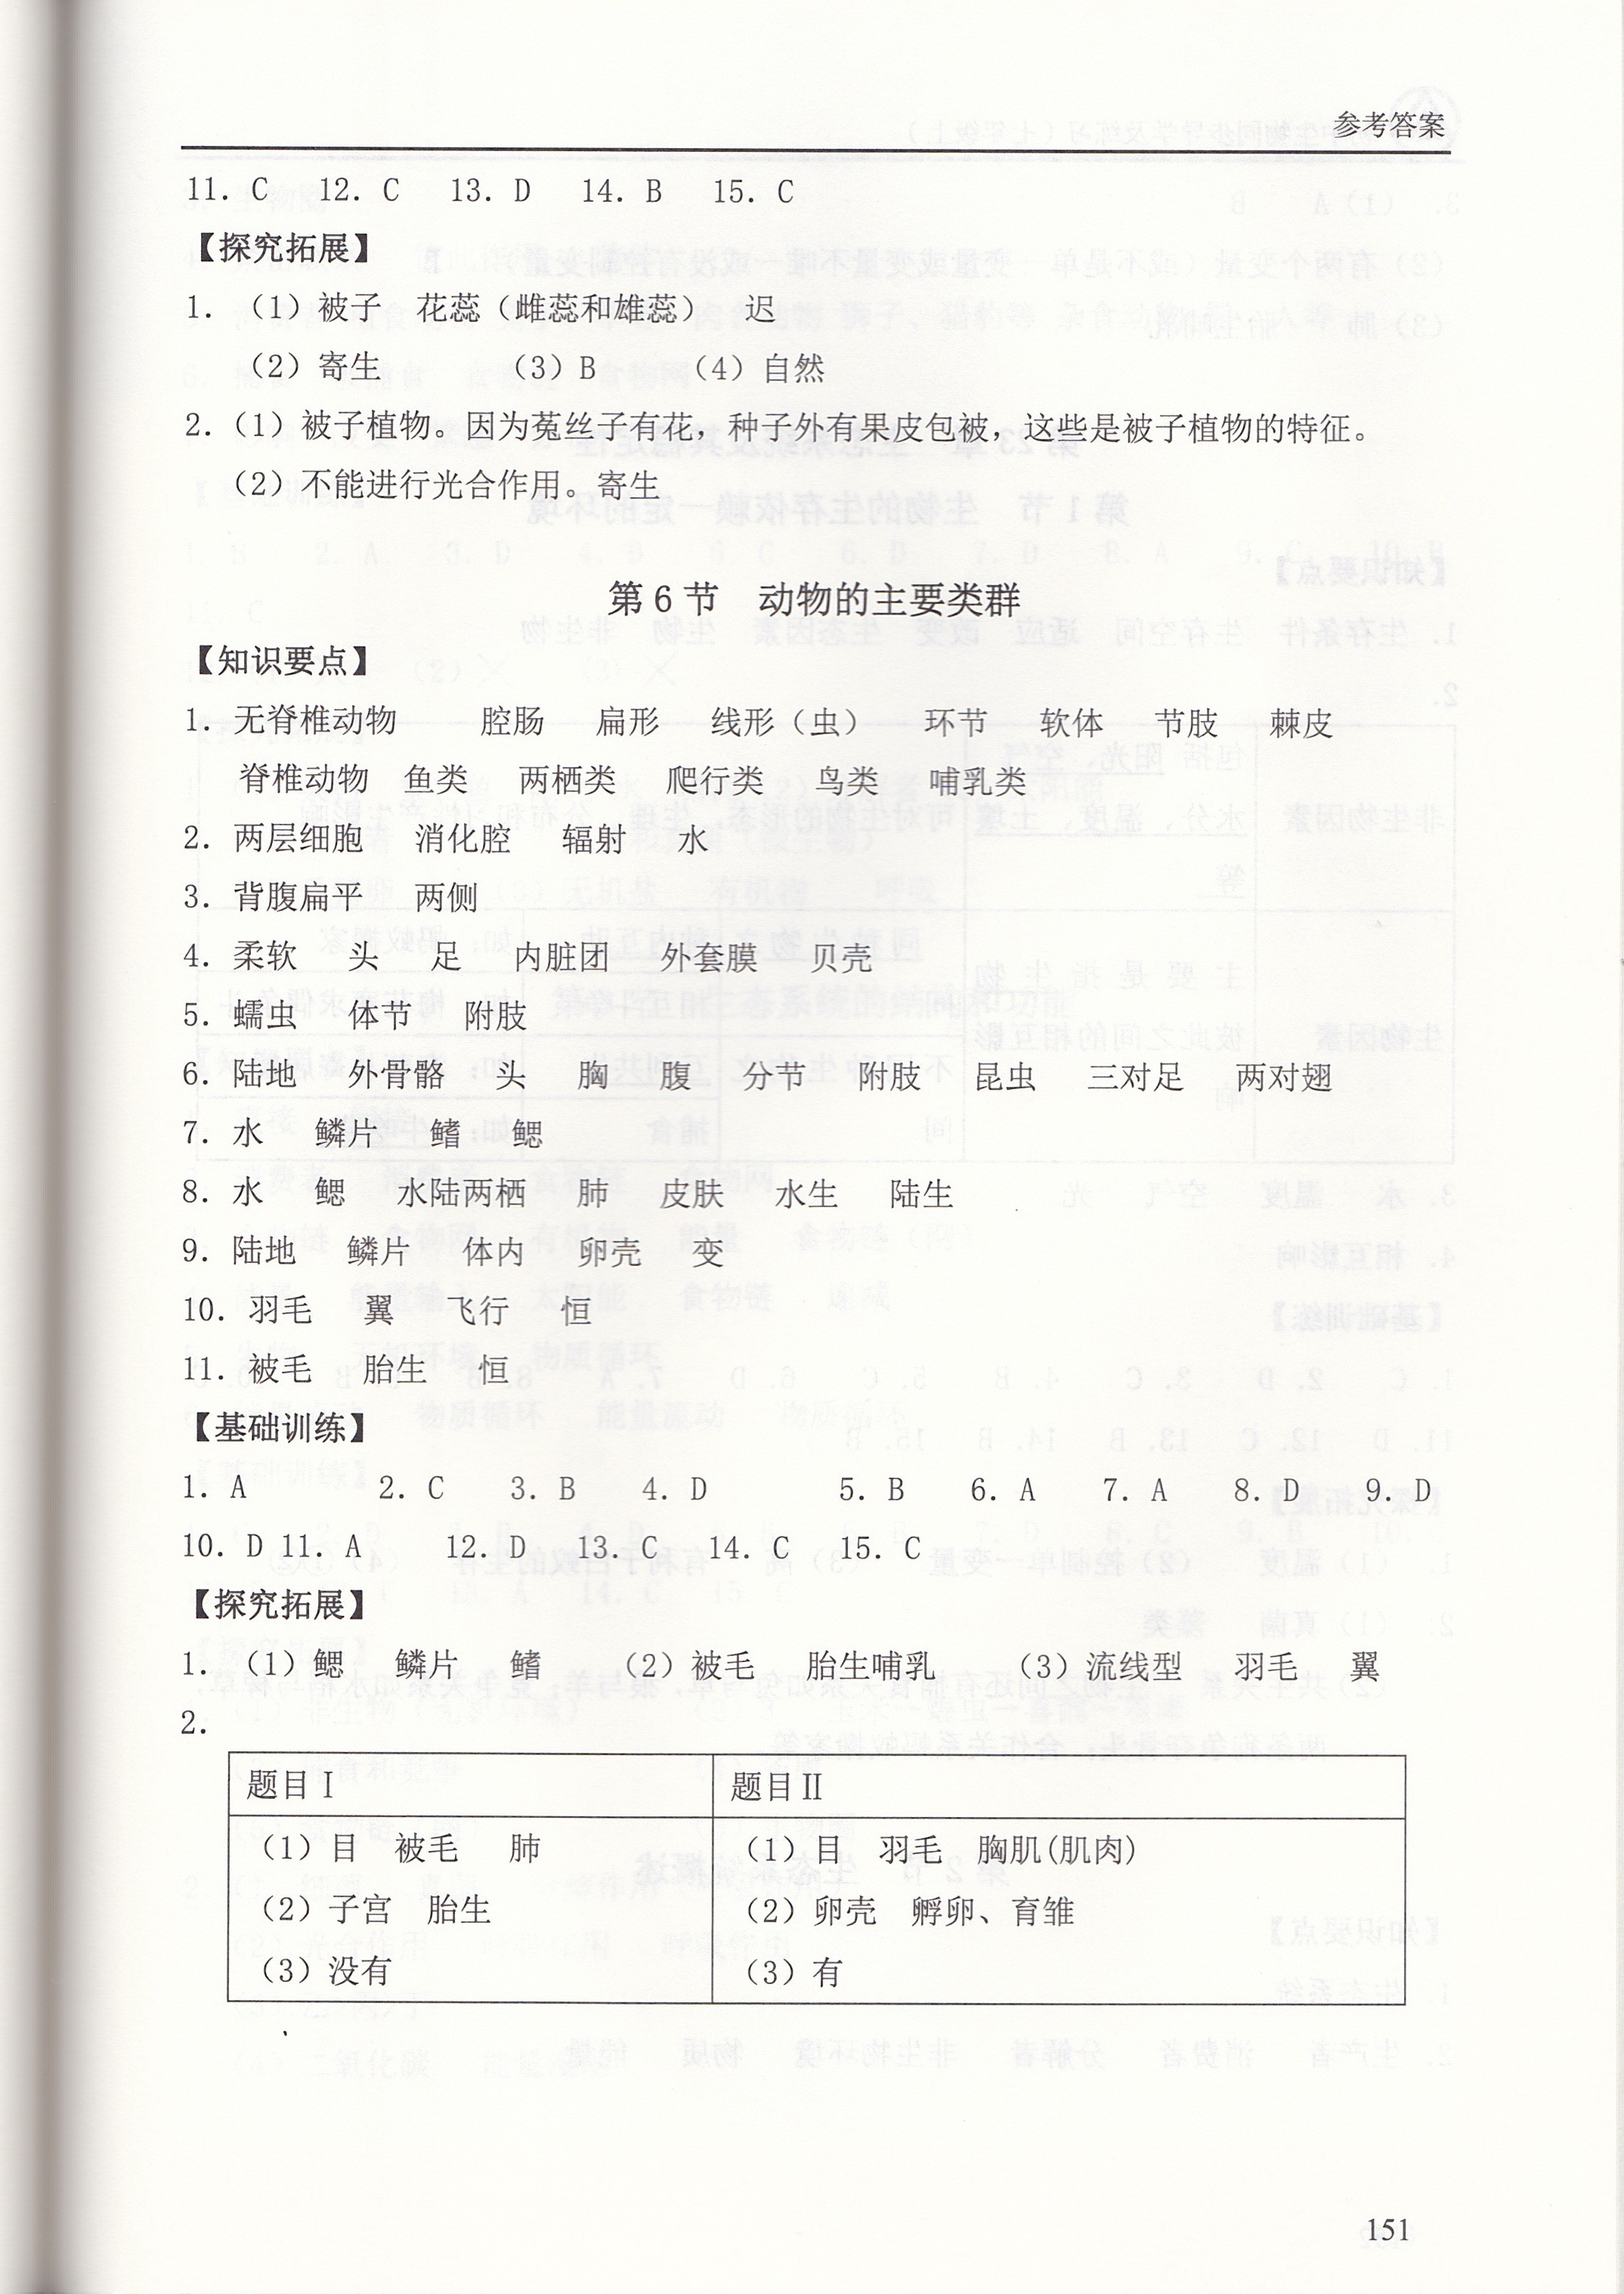 参考答案
11. C 12. C 13. D 14. B 15. C
【探究拓展】
1. (1)被子 花蕊(雌蕊和雄蕊) 迟
(2)寄生 (3)B (4)自然
2. (1)被子植物。因为菟丝子有花，种子外有果皮包被，这些是被子植物的特征。
(2)不能进行光合作用。寄生
第 6 节 动物的主要类群
【知识要点】
1. 无脊椎动物 腔肠 扁形 线形(虫) 环节 软体 节肢 棘皮
脊椎动物 鱼类 两栖类 爬行类 鸟类 哺乳类
2. 两层细胞 消化腔 辐射 水
3. 背腹扁平 两侧
4. 柔软 头 足 内脏团 外套膜 贝壳
5. 蠕虫 体节 附肢
6. 陆地 外骨骼 头 胸 腹 分节 附肢 昆虫 三对足 两对翅
7. 水 鳞片 鳍 鳃
8. 水 鳃 水陆两栖 肺 皮肤 水生 陆生
9. 陆地 鳞片 体内 卵壳 变
10. 羽毛 翼 飞行 恒
11. 被毛 胎生 恒
【基础训练】
1. A 2. C 3. B 4. D 5. B 6. A 7. A 8. D 9. D
10. D 11. A 12. D 13. C 14. C 15. C
【探究拓展】
1. (1)鳃 鳞片 鳍 (2)被毛 胎生哺乳 (3)流线型 羽毛 翼
2.
题目 I 题目 II
(1)目 被毛 肺 (1)目 羽毛 胸肌(肌肉)
(2)子宫 胎生 (2)卵壳 孵卵、育雏
(3)没有 (3)有
151